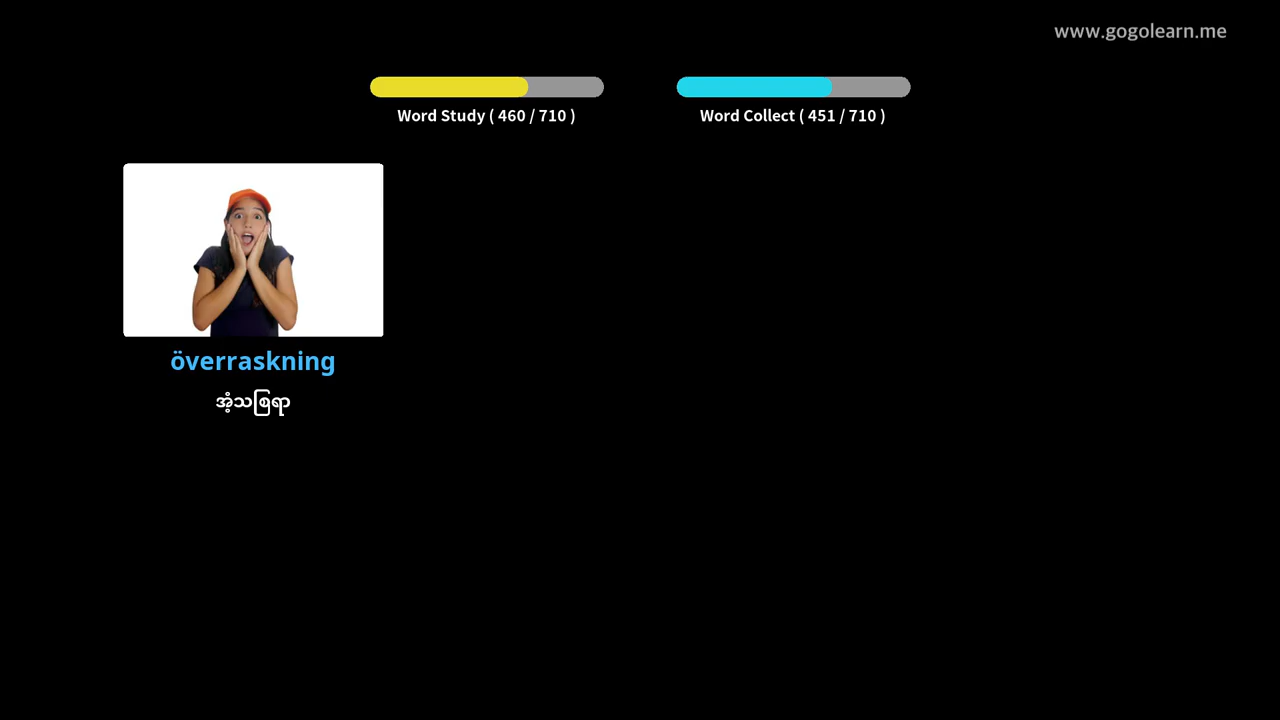 www.gogolearn.me
Word Study ( 460 / 710 )
Word Collect ( 451 / 710 )
överraskning
အံ့သစြရာ